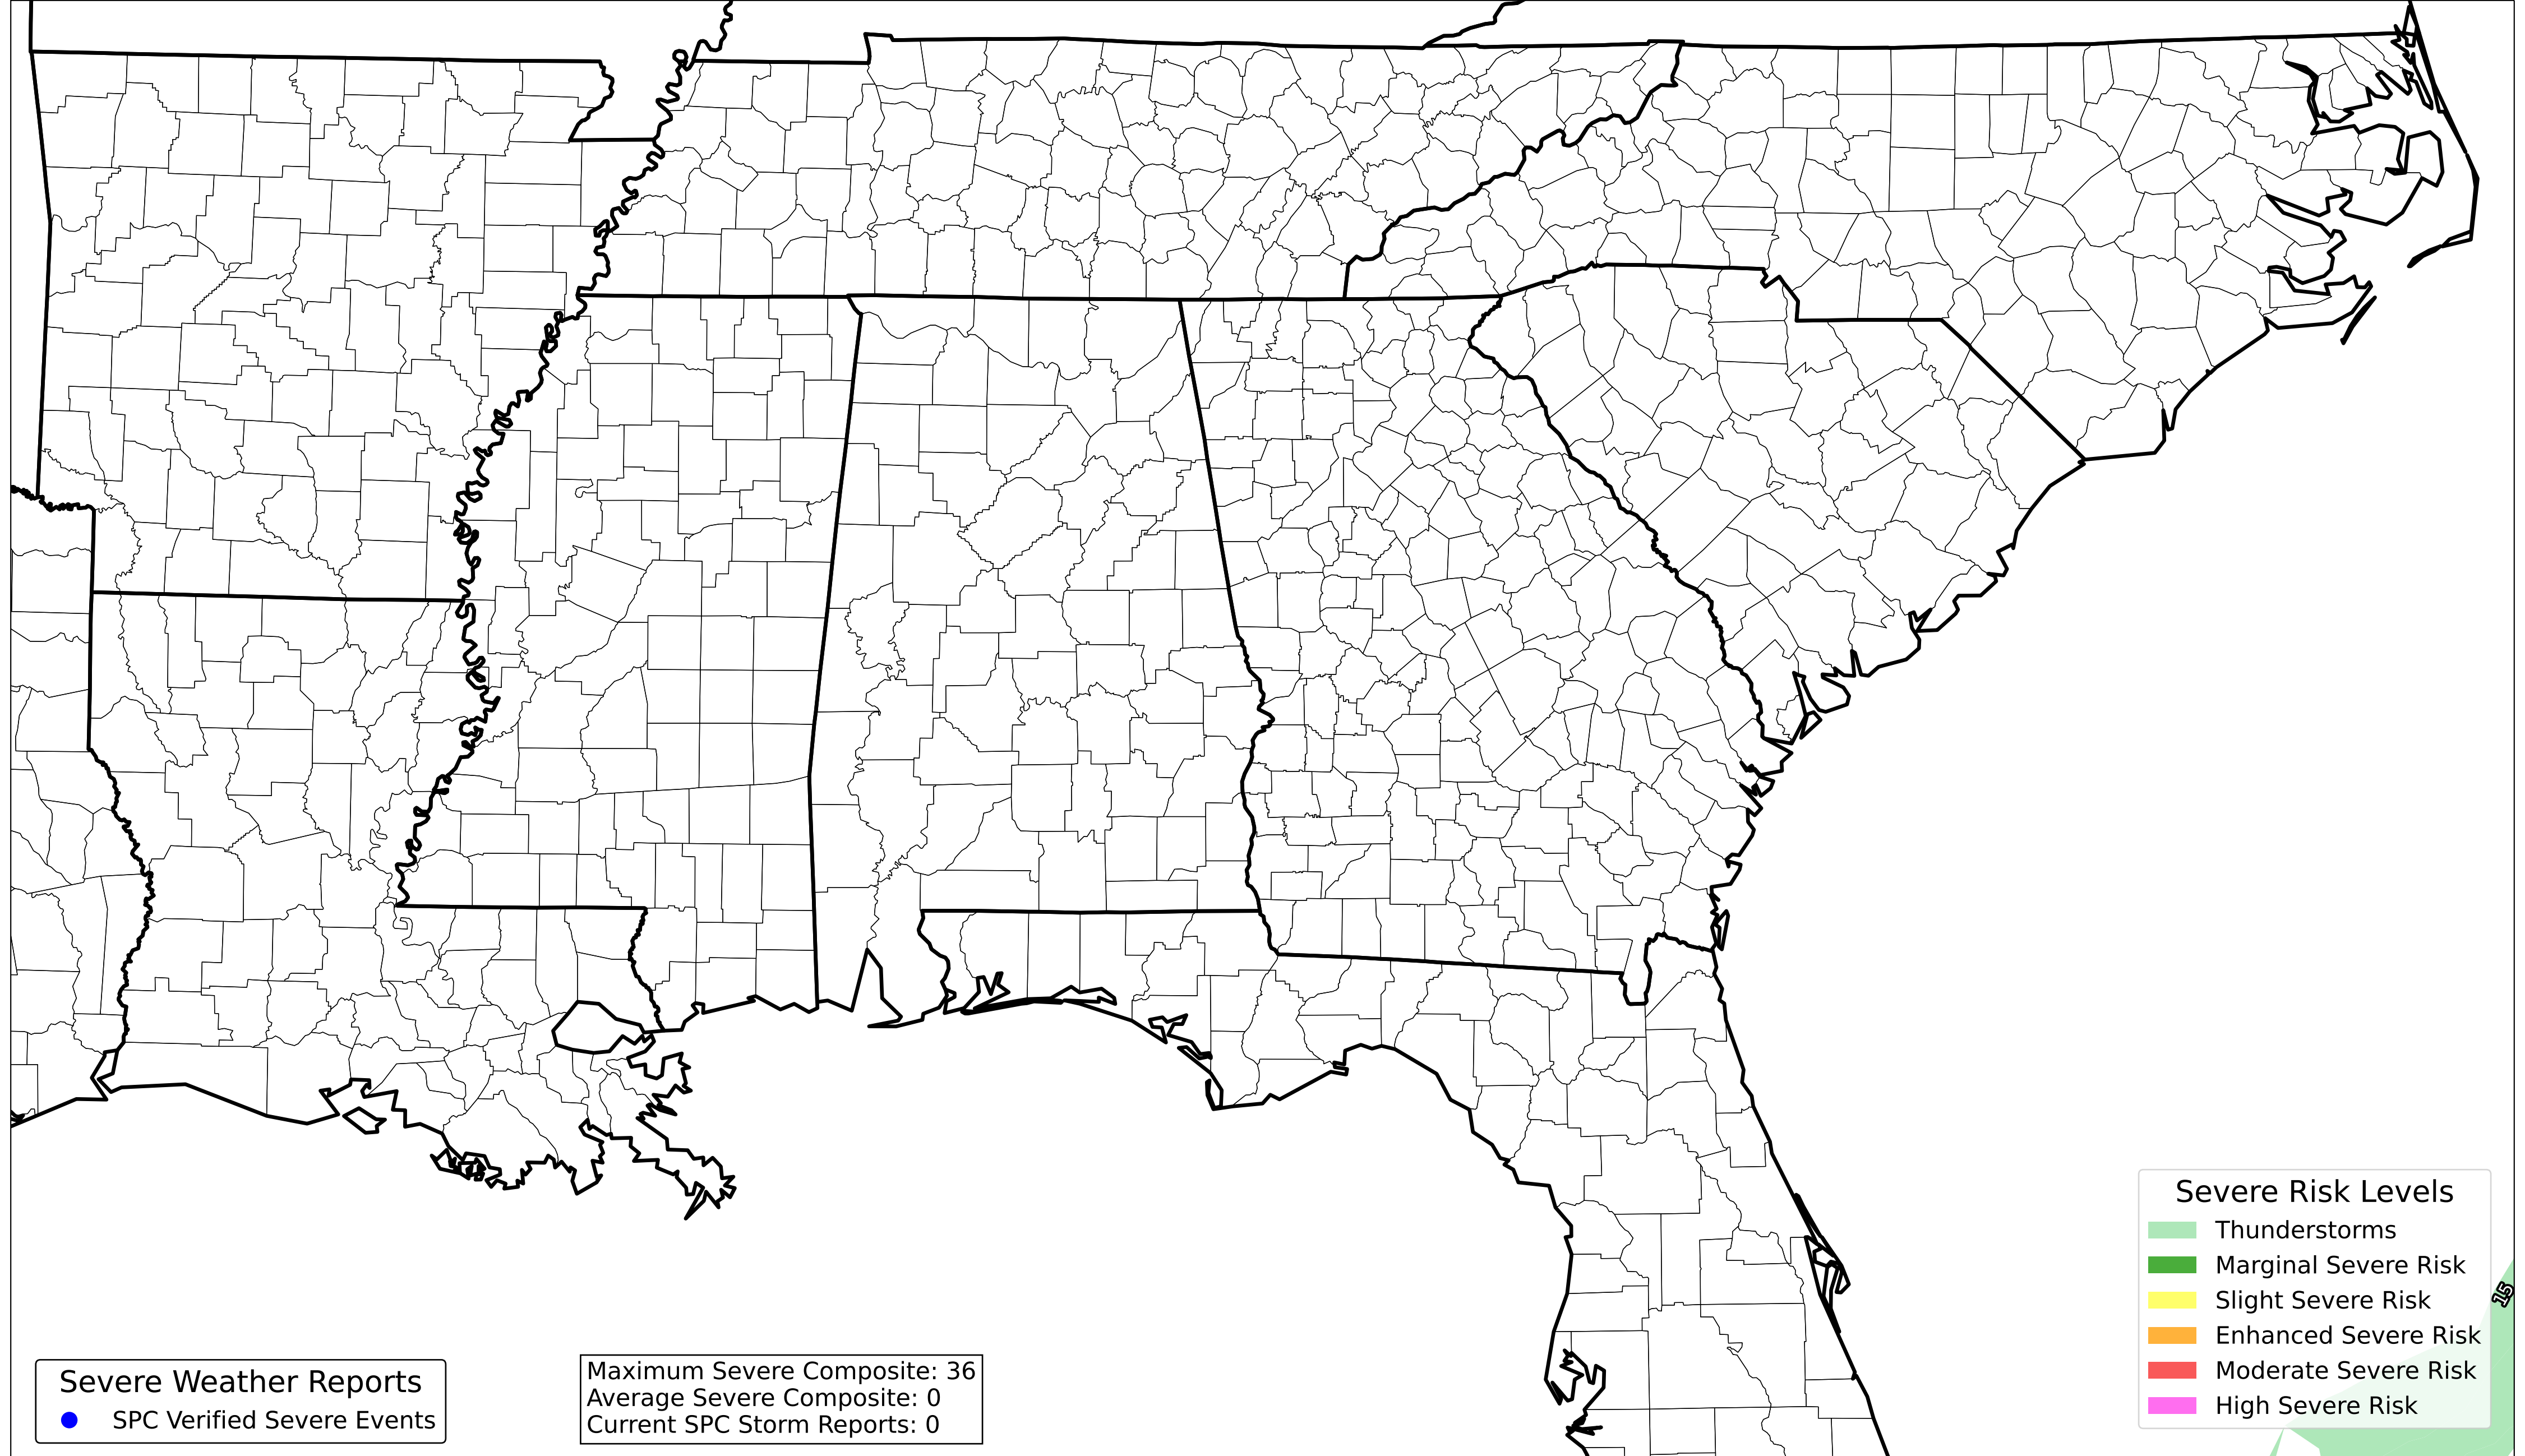 Severe Risk Levels
Thunderstorms
Marginal Severe Risk
Slight Severe Risk
Enhanced Severe Risk
Moderate Severe Risk
High Severe Risk
15
Severe Weather Reports
SPC Verified Severe Events
Maximum Severe Composite: 36
Average Severe Composite: 0
Current SPC Storm Reports: 0